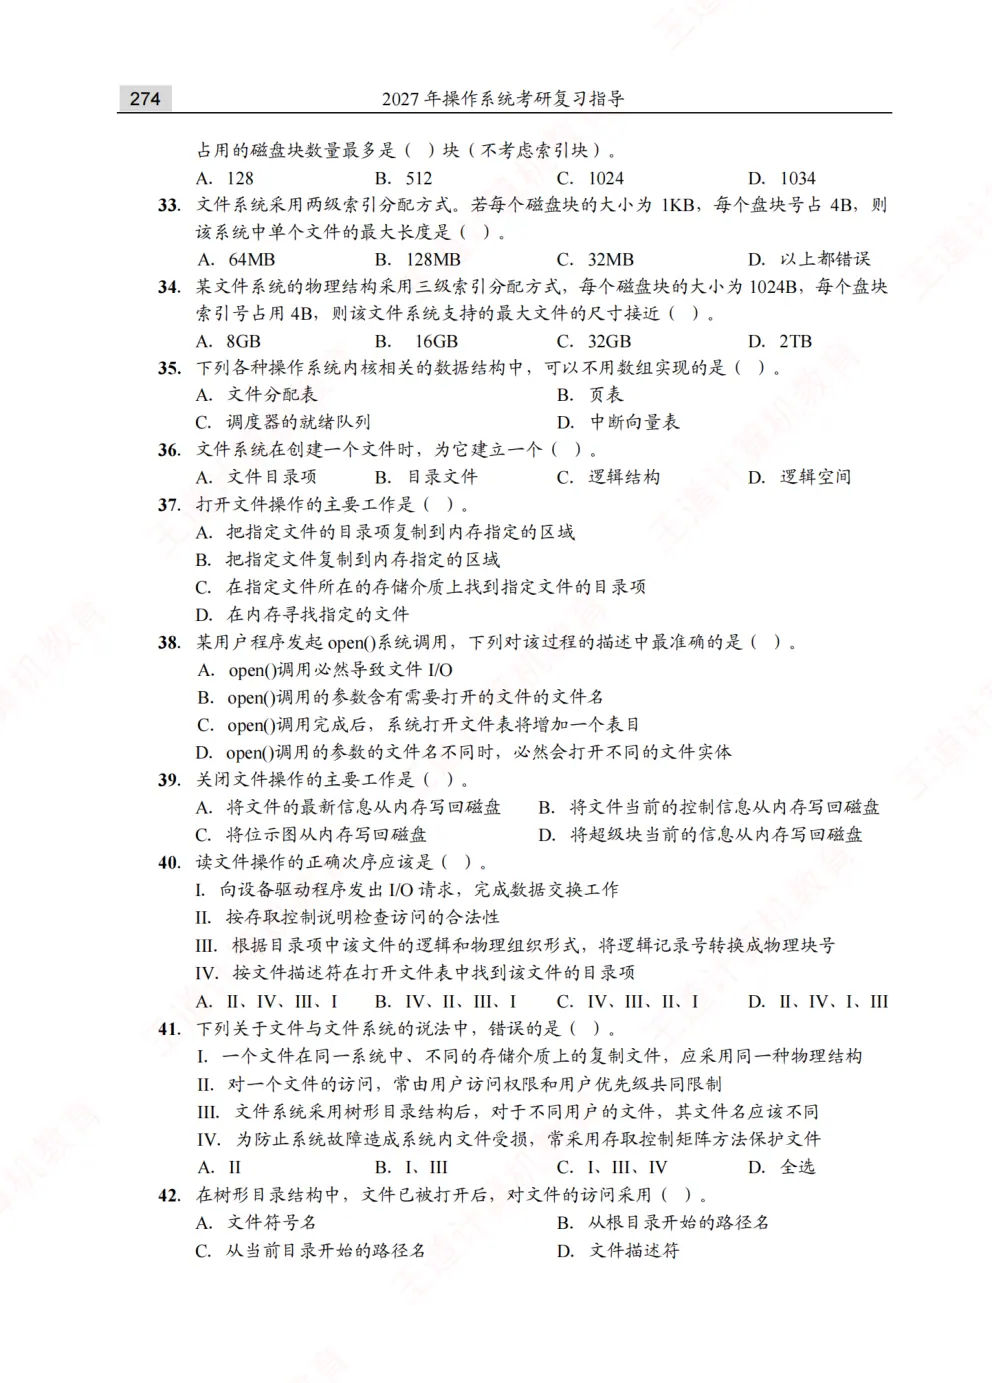 274
2027 年操作系统考研复习指导
占用的磁盘块数量最多是（ ）块（不考虑索引块）。
A. 128 B. 512 C. 1024 D. 1034
33. 文件系统采用两级索引分配方式。若每个磁盘块的大小为 1KB，每个盘块号占 4B，则
该系统中单个文件的最大长度是（ ）。
A. 64MB B. 128MB C. 32MB D. 以上都错误
34. 某文件系统的物理结构采用三级索引分配方式，每个磁盘块的大小为 1024B，每个盘块
索引号占用 4B，则该文件系统支持的最大文件的尺寸接近（ ）。
A. 8GB B. 16GB C. 32GB D. 2TB
35. 下列各种操作系统内核相关的数据结构中，可以不用数组实现的是（ ）。
A. 文件分配表 B. 页表
C. 调度器的就绪队列 D. 中断向量表
36. 文件系统在创建一个文件时，为它建立一个（ ）。
A. 文件目录项 B. 目录文件 C. 逻辑结构 D. 逻辑空间
37. 打开文件操作的主要工作是（ ）。
A. 把指定文件的目录项复制到内存指定的区域
B. 把指定文件复制到内存指定的区域
C. 在指定文件所在的存储介质上找到指定文件的目录项
D. 在内存寻找指定的文件
38. 某用户程序发起 open()系统调用，下列对该过程的描述中最准确的是（ ）。
A. open()调用必然导致文件 I/O
B. open()调用的参数含有需要打开的文件的文件名
C. open()调用完成后，系统打开文件表将增加一个表目
D. open()调用的参数的文件名不同时，必然会打开不同的文件实体
39. 关闭文件操作的主要工作是（ ）。
A. 将文件的最新信息从内存写回磁盘 B. 将文件当前的控制信息从内存写回磁盘
C. 将位示图从内存写回磁盘 D. 将超级块当前的信息从内存写回磁盘
40. 读文件操作的正确次序应该是（ ）。
I. 向设备驱动程序发出 I/O 请求，完成数据交换工作
II. 按存取控制说明检查访问的合法性
III. 根据目录项中该文件的逻辑和物理组织形式，将逻辑记录号转换成物理块号
IV. 按文件描述符在打开文件表中找到该文件的目录项
A. II、IV、III、I B. IV、II、III、I C. IV、III、II、I D. II、IV、I、III
41. 下列关于文件与文件系统的说法中，错误的是（ ）。
I. 一个文件在同一系统中、不同的存储介质上的复制文件，应采用同一种物理结构
II. 对一个文件的访问，常由用户访问权限和用户优先级共同限制
III. 文件系统采用树形目录结构后，对于不同用户的文件，其文件名应该不同
IV. 为防止系统故障造成系统内文件受损，常采用存取控制矩阵方法保护文件
A. II B. I、III C. I、III、IV D. 全选
42. 在树形目录结构中，文件已被打开后，对文件的访问采用（ ）。
A. 文件符号名 B. 从根目录开始的路径名
C. 从当前目录开始的路径名 D. 文件描述符